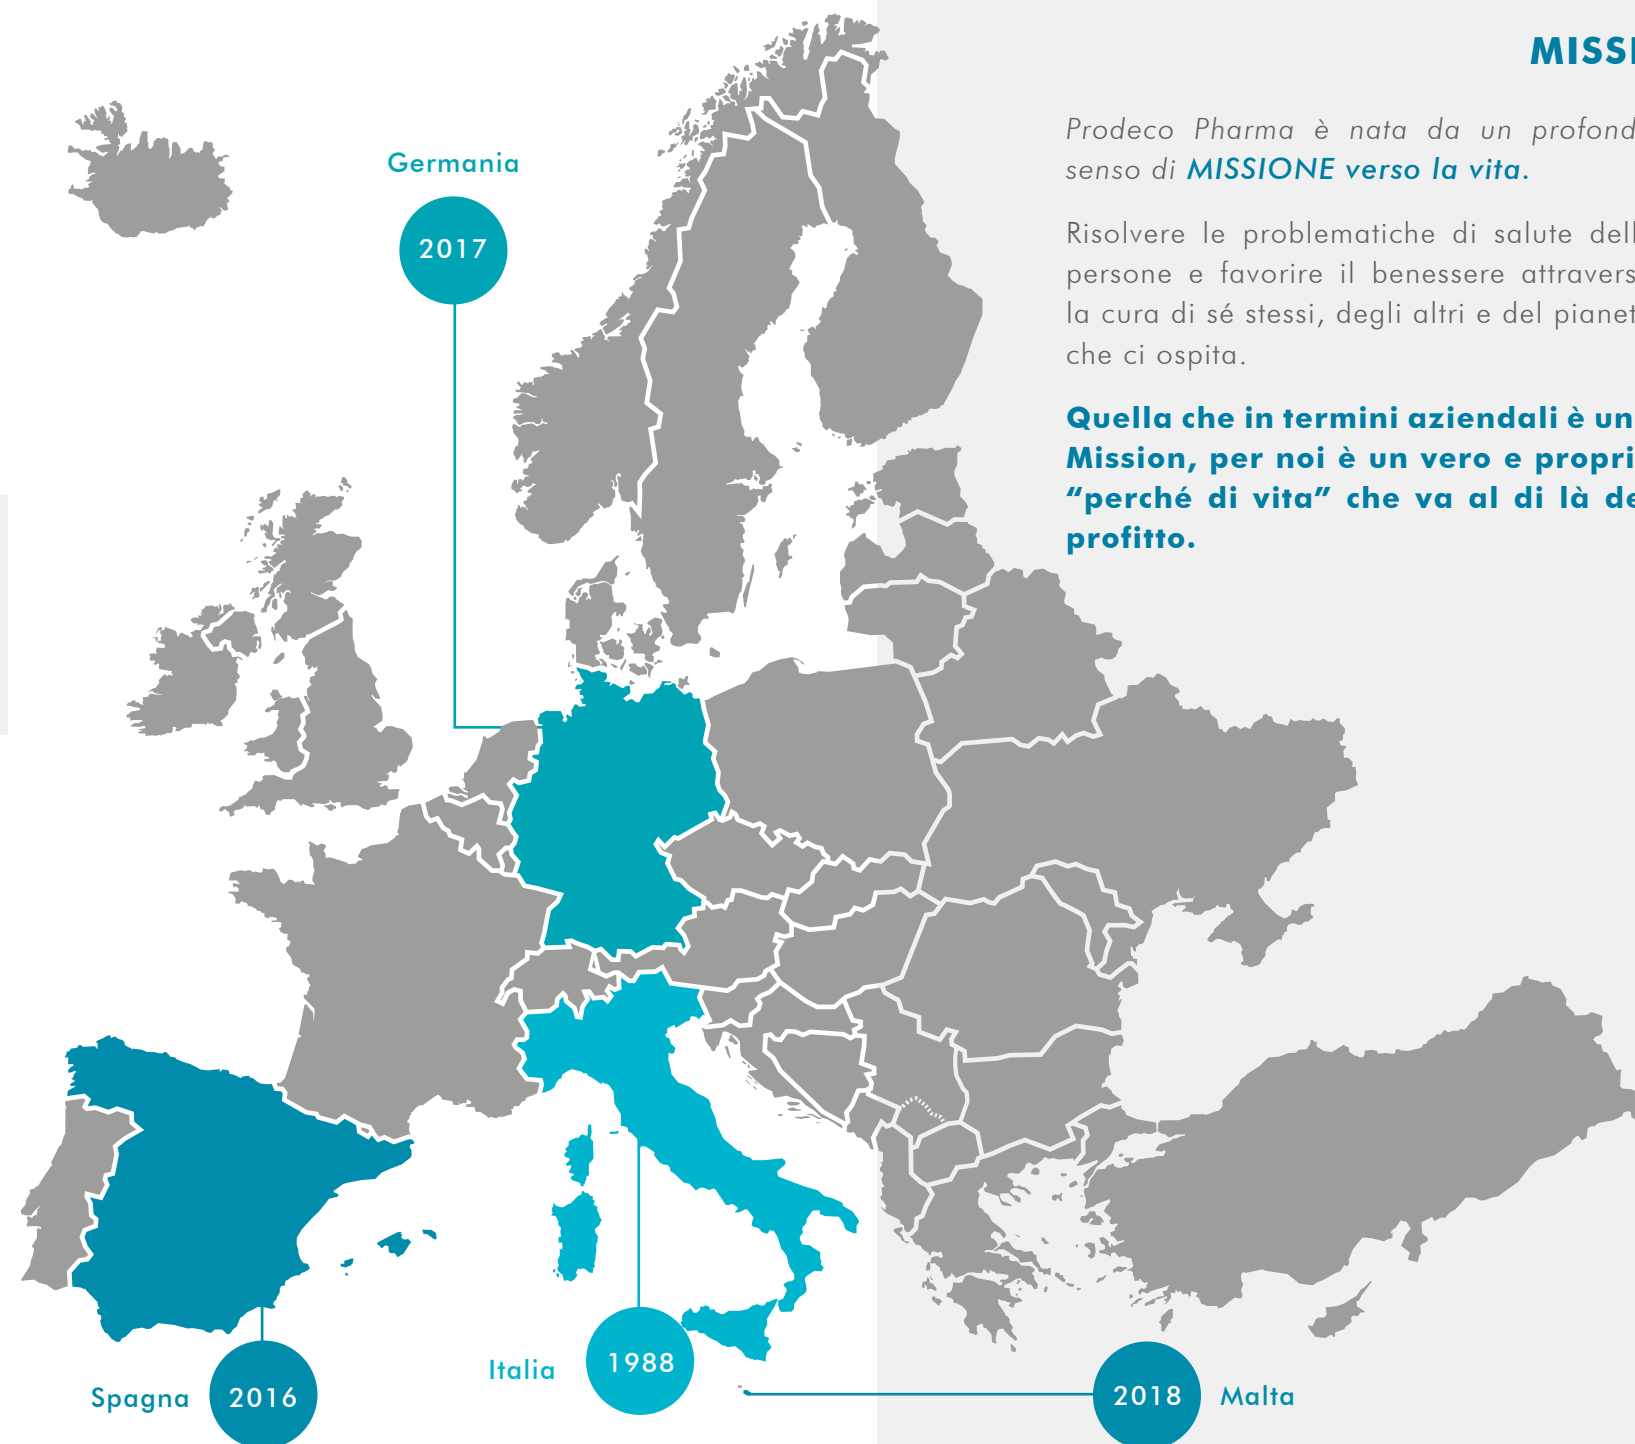 MISSI
Prodeco Pharma è nata da un profond
senso di MISSIONE verso la vita.
Risolvere le problematiche di salute dell
persone e favorire il benessere attravers
la cura di sé stessi, degli altri e del pianet
che ci ospita.
Quella che in termini aziendali è un
Mission, per noi è un vero e propri
“perché di vita” che va al di là de
profitto.
Germania
2017
Spagna 2016
Italia 1988
2018 Malta